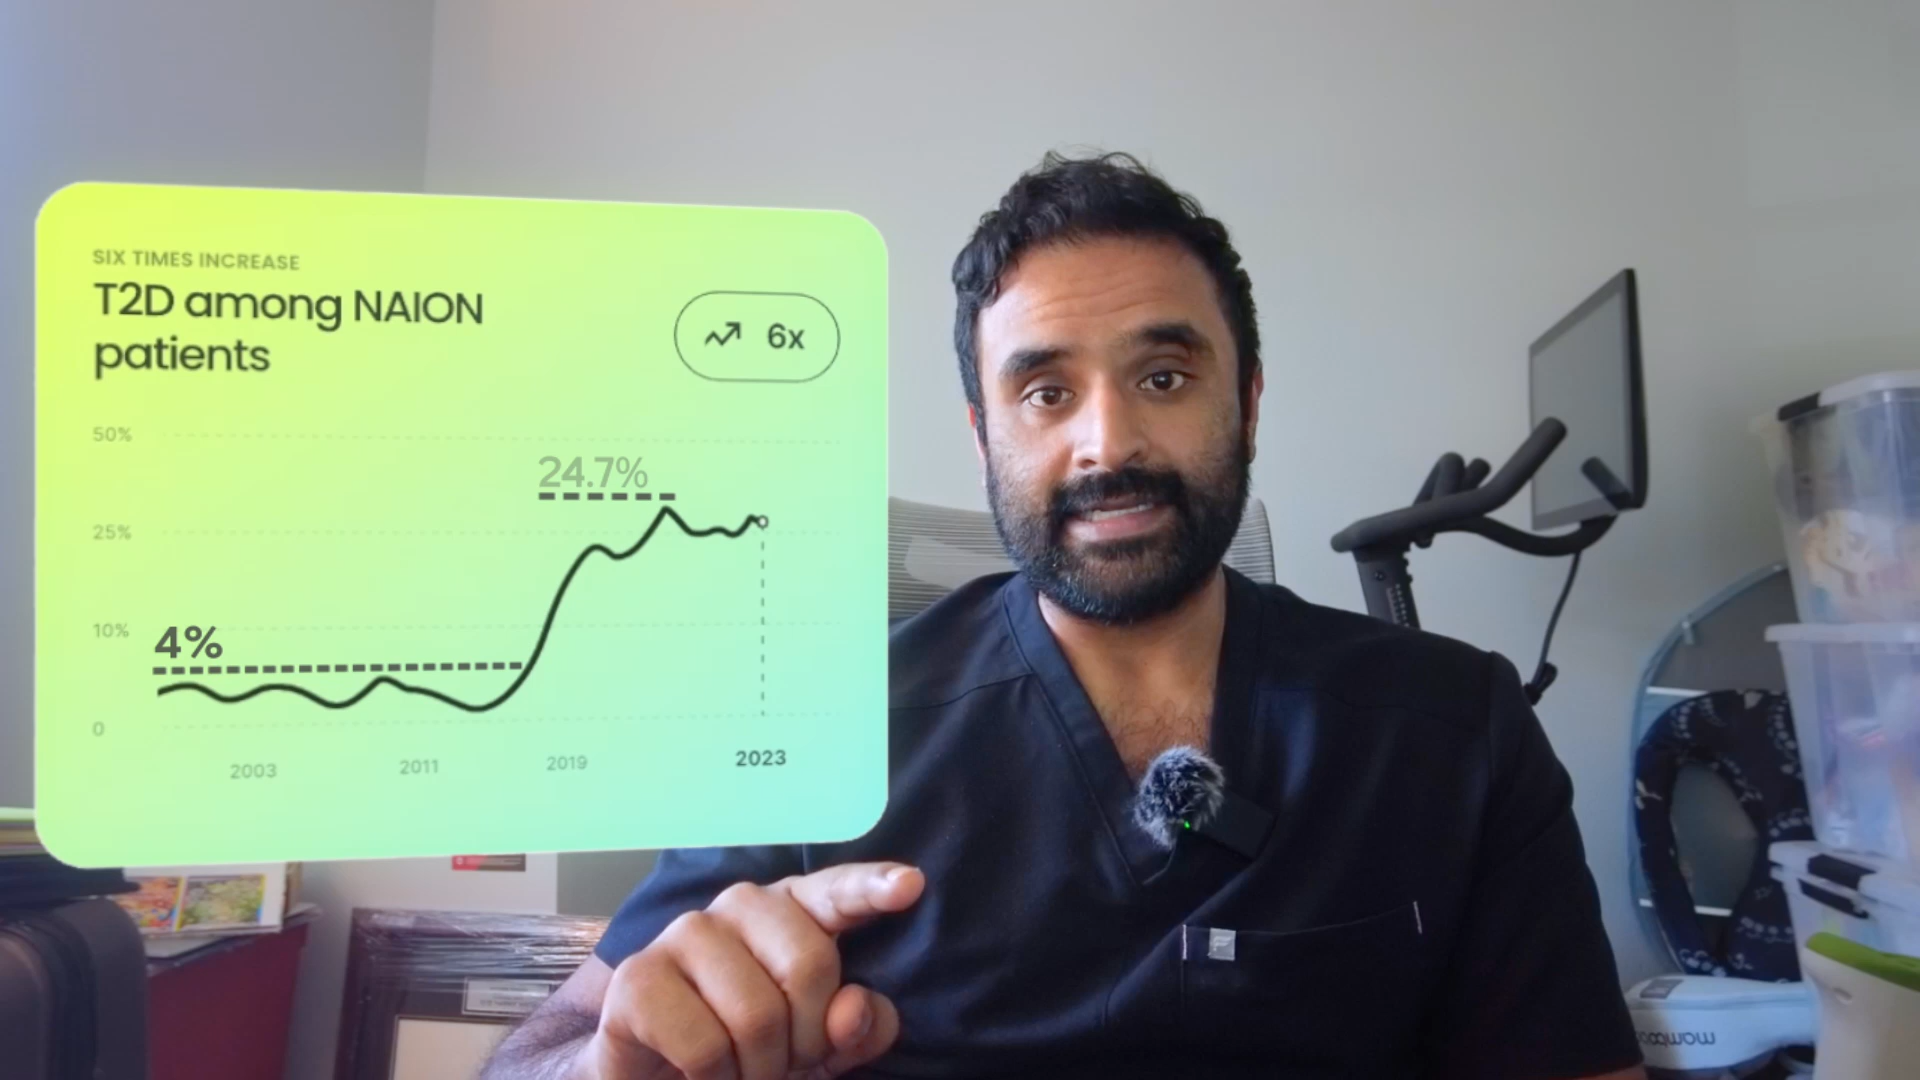 SIX TIMES INCREASE
T2D among NAION
patients
6x
50%
24.7%
25%
10%
4%
0
2003
2011
2019
2023
mamaroo